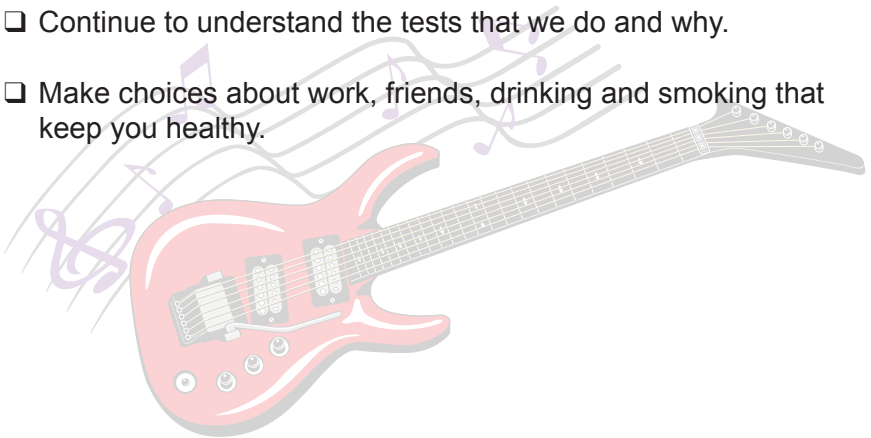 ❑ Continue to understand the tests that we do and why.
❑ Make choices about work, friends, drinking and smoking that
keep you healthy.